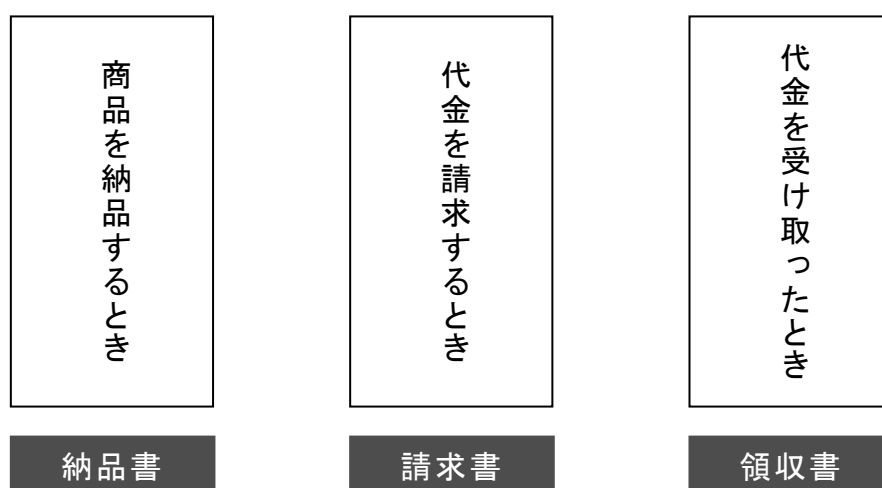 商品を納品するとき
代金を請求するとき
代金を受け取ったとき
納品書
請求書
領収書